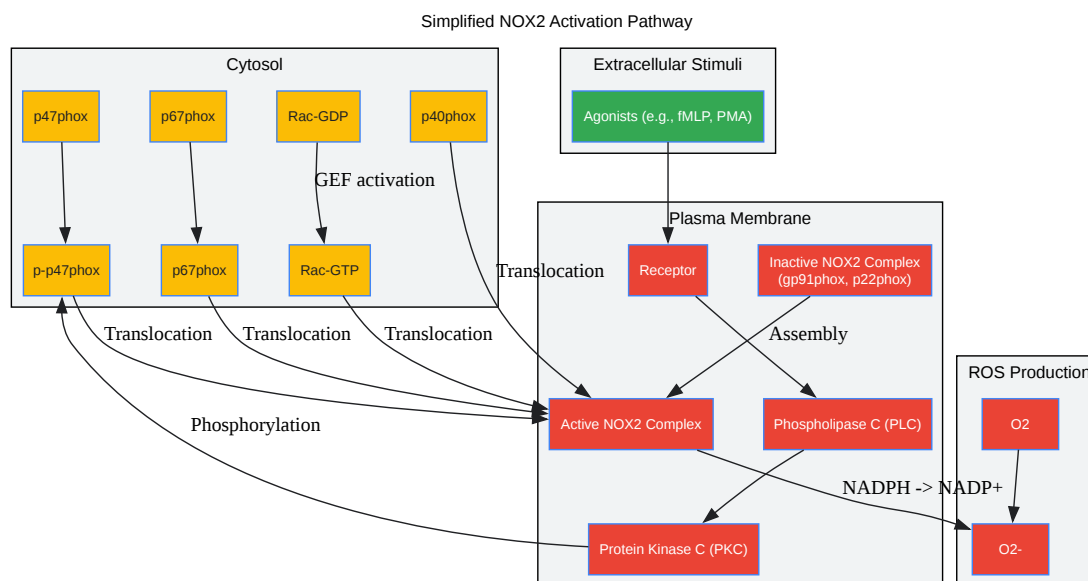 Simplified NOX2 Activation Pathway
Cytosol
Extracellular Stimuli
p47phox
p67phox
Rac-GDP
p40phox
Agonists (e.g., fMLP, PMA)
GEF activation
Plasma Membrane
p-p47phox
p67phox
Rac-GTP
Translocation
Receptor
Inactive NOX2 Complex
(gp91phox, p22phox)
Translocation
Translocation
Translocation
Assembly
ROS Production
Phosphorylation
Active NOX2 Complex
Phospholipase C (PLC)
O2
NADPH -> NADP+
Protein Kinase C (PKC)
O2-